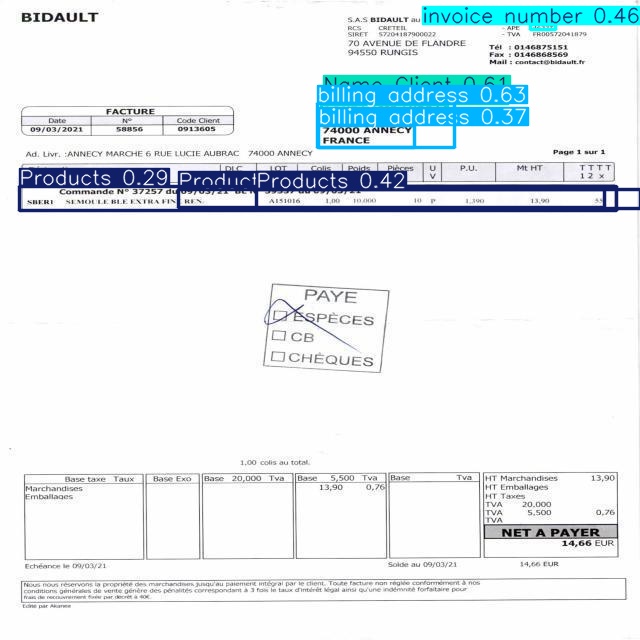 BIDAULT
S.A.S BIDAULT au
invoice number 0.46
RCS CRETEIL - APE
SIRET 57204187900022 - TVA FR00572041879
70 AVENUE DE FLANDRE
94550 RUNGIS
Tél : 0146875151
Fax : 0146868569
Mail : contact@bidault.fr
Name Client 0.61
billing address 0.63
billing address 0.37
74000 ANNECY
FRANCE
FACTURE
Date N° Code Client
09/03/2021 58856 0913605
Ad. Livr. :ANNECY MARCHE 6 RUE LUCIE AUBRAC 74000 ANNECY
Page 1 sur 1
DLC LOT Colis Poids Pièces U V P.U. Mt HT T T T T
1 2 x
Products 0.29 Product Products 0.42
Commande N° 37257 du 09/03/21
SBER1 SEMOULE BLE EXTRA FIN REN. A151016 1,00 10.000 10 P 1,390 13,90 55
PAYE
ESPÈCES
CB
CHÈQUES
1,00 colis au total.
Base taxe Taux Base Exo Base 20,000 Tva Base 5,500 Tva Base Tva
Marchandises 13,90 0,76
Emballages
HT Marchandises 13,90
HT Emballages
HT Taxes
TVA 20,000
TVA 5,500 0,76
TVA
NET A PAYER
14,66 EUR
Echéance le 09/03/21 Solde au 09/03/21 14,66 EUR
Nous nous réservons la propriété des marchandises jusqu'au paiement intégral par le client. Toute facture non réglée conformément à nos
conditions générales de vente génère des pénalités correspondant à 3 fois le taux d'intérêt légal ainsi qu'une indemnité forfaitaire pour
frais de recouvrement fixée par décret à 40€.
Edité par Akanea